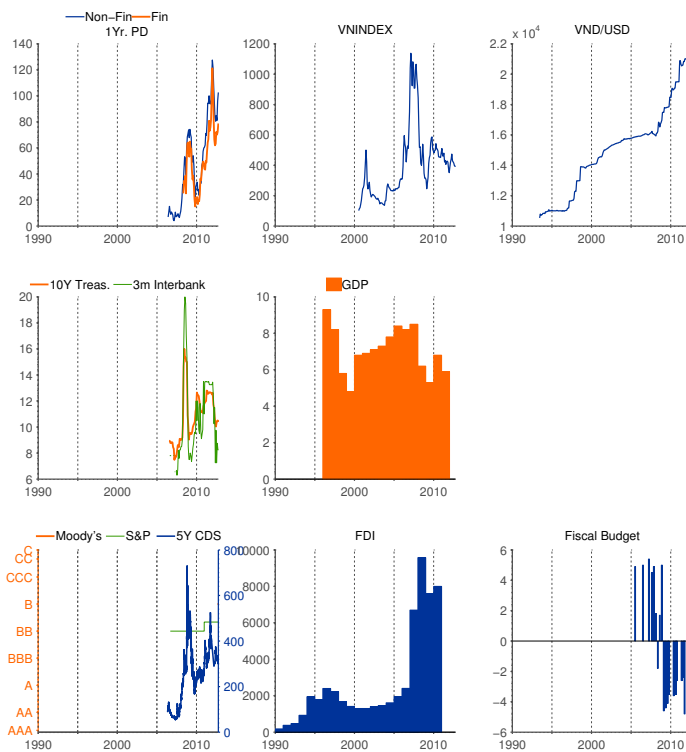 Non−Fin Fin
1Yr. PD
140
120
100
80
60
40
20
0
1990 2000 2010
VNINDEX
1200
1000
800
600
400
200
0
1990 2000 2010
VND/USD
x 10⁴
2.2
2
1.8
1.6
1.4
1.2
1
1990 2000 2010
10Y Treas. 3m Interbank
20
18
16
14
12
10
8
6
1990 2000 2010
GDP
10
8
6
4
2
0
1990 2000 2010
Moody's S&P 5Y CDS
C
CC
CCC
B
BB
BBB
A
AA
AAA
800
600
400
200
0
1990 2000 2010
FDI
10000
8000
6000
4000
2000
0
1990 2000 2010
Fiscal Budget
6
4
2
0
−2
−4
−6
1990 2000 2010